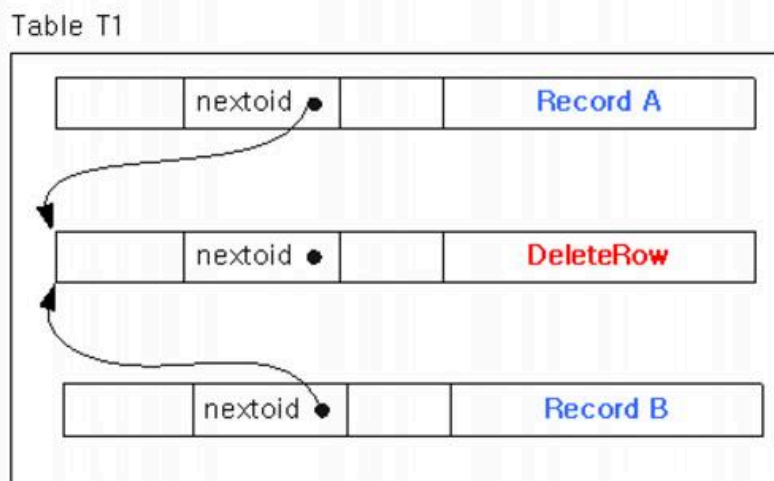 Table T1
nextoid Record A
nextoid DeleteRow
nextoid Record B